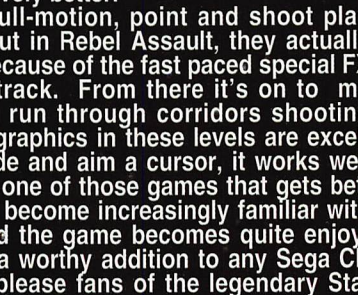 very better.
ull-motion, point and shoot pla
ut in Rebel Assault, they actuall
ecause of the fast paced special F
track. From there it's on to m
run through corridors shootin
graphics in these levels are exce
de and aim a cursor, it works we
one of those games that gets be
become increasingly familiar wit
d the game becomes quite enjoy
a worthy addition to any Sega C
please fans of the legendary Sta